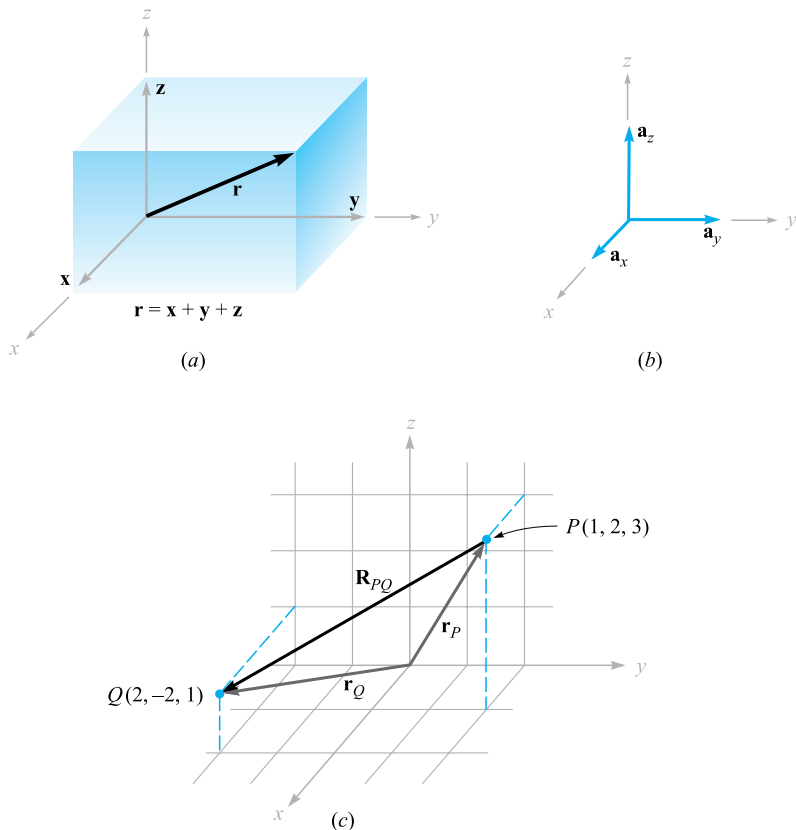 z
z
r
y
y
x
x
r = x + y + z
(a)
z
a_z
y
a_y
a_x
x
(b)
z
P(1, 2, 3)
R_PQ
r_P
y
r_Q
Q(2, −2, 1)
x
(c)